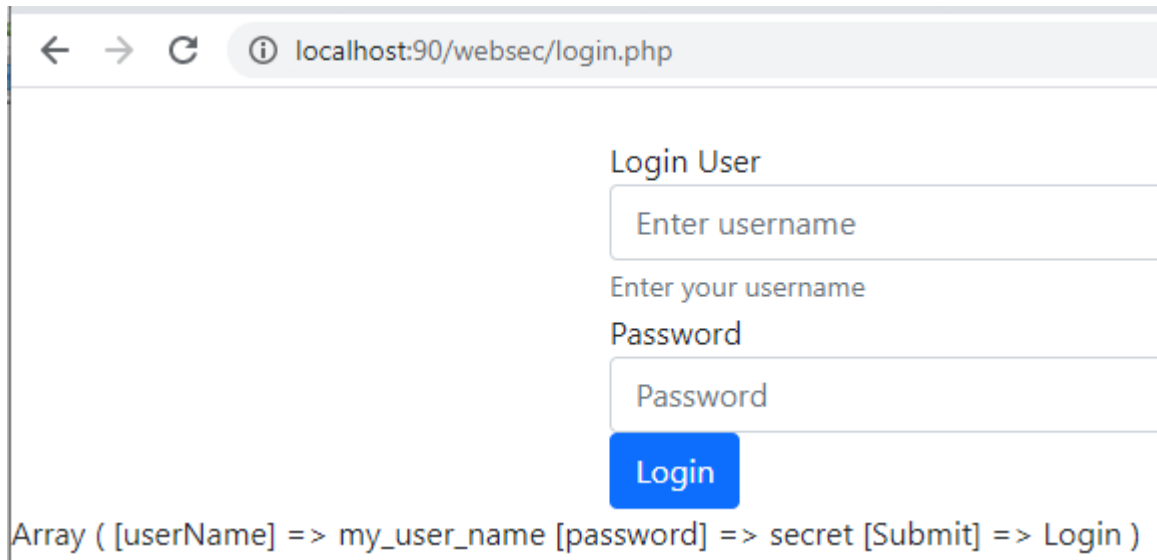 localhost:90/websec/login.php
Login User
Enter username
Enter your username
Password
Password
Login
Array ( [userName] => my_user_name [password] => secret [Submit] => Login )